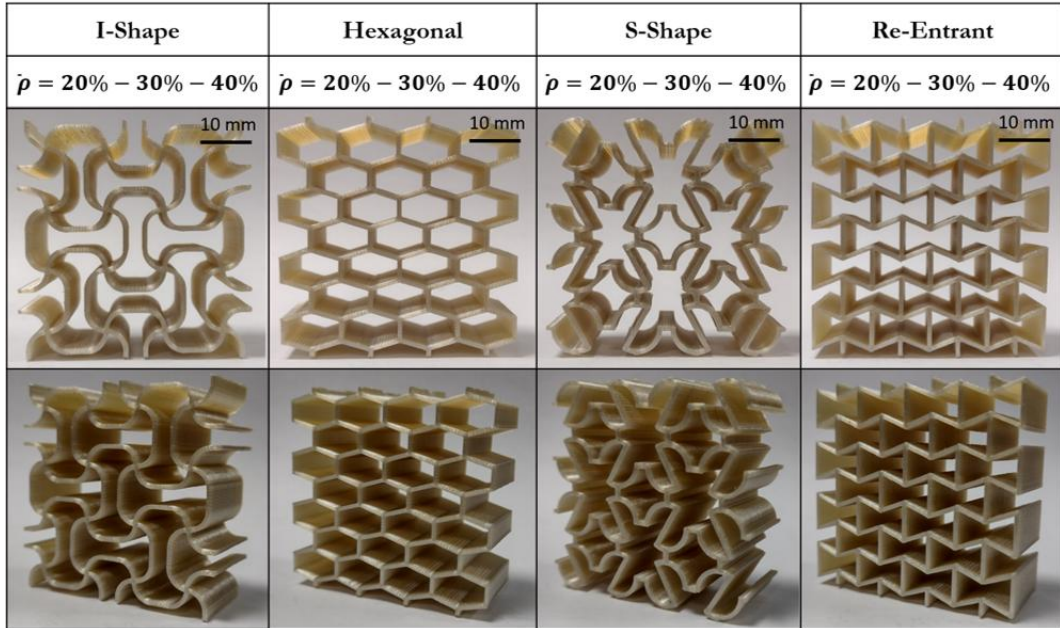 I-Shape Hexagonal S-Shape Re-Entrant
ρ̄ = 20% − 30% − 40% ρ̄ = 20% − 30% − 40% ρ̄ = 20% − 30% − 40% ρ̄ = 20% − 30% − 40%
10 mm 10 mm 10 mm 10 mm